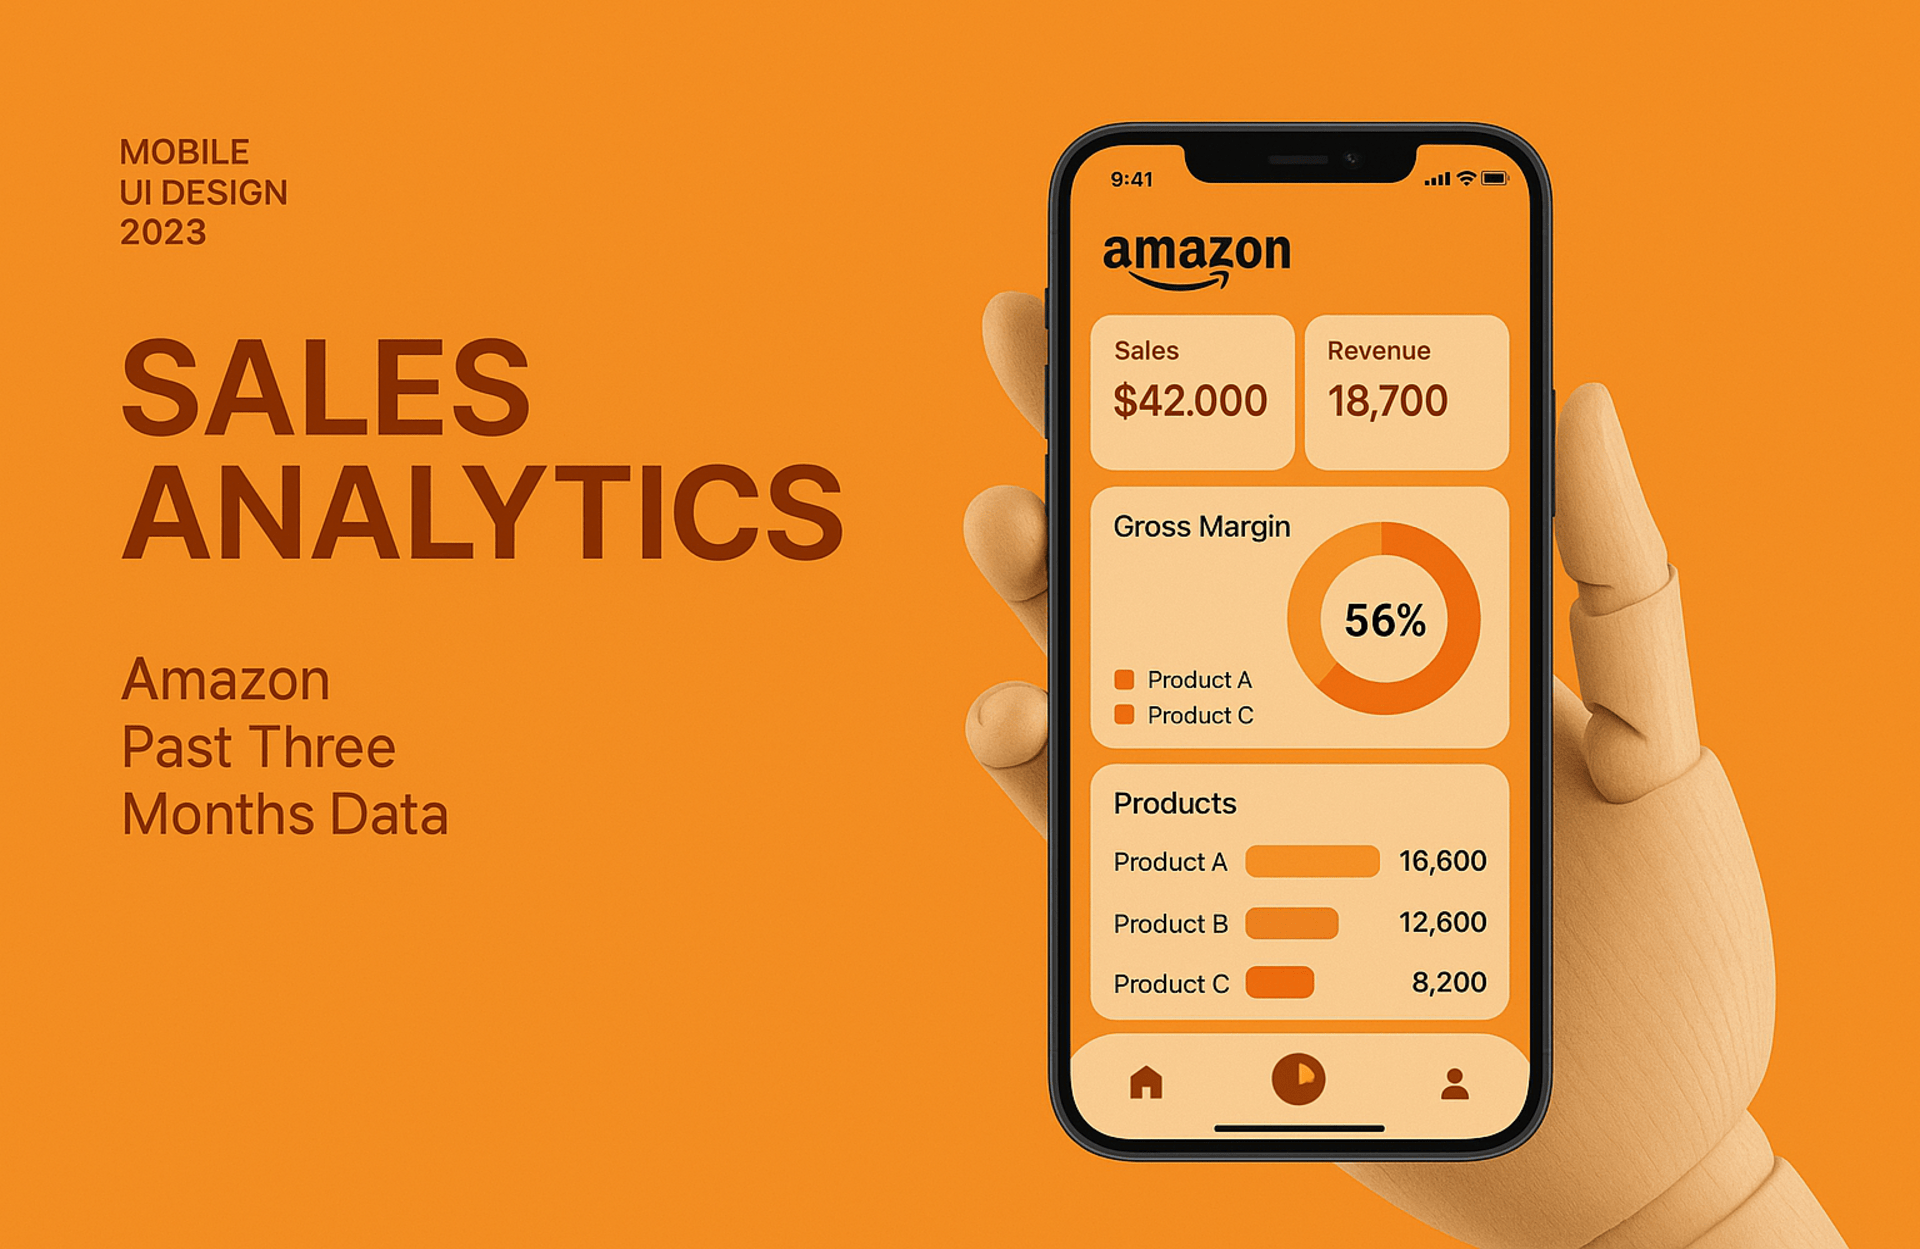 MOBILE
UI DESIGN
2023
SALES
ANALYTICS
Amazon
Past Three
Months Data
9:41
amazon
Sales
$42.000
Revenue
18,700
Gross Margin
56%
Product A
Product C
Products
Product A 16,600
Product B 12,600
Product C 8,200